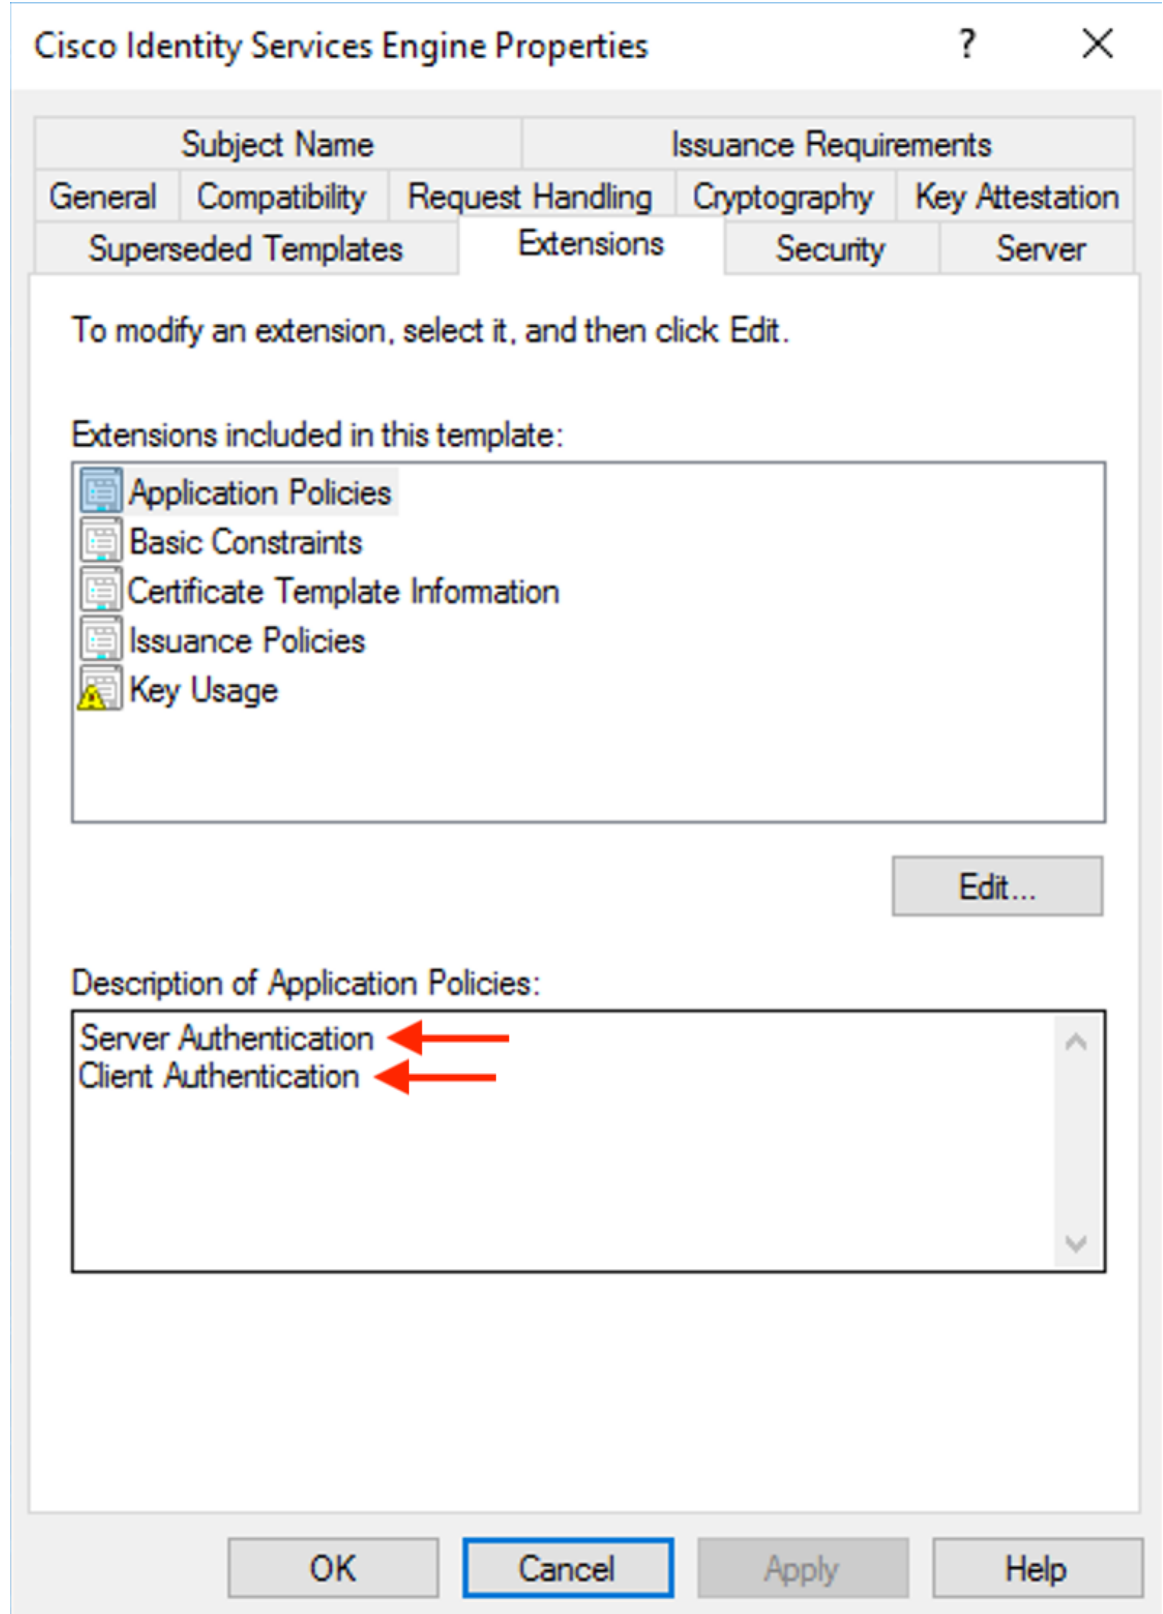 Cisco Identity Services Engine Properties ?
Subject Name Issuance Requirements
General Compatibility Request Handling Cryptography Key Attestation
Superseded Templates Extensions Security Server
To modify an extension, select it, and then click Edit.
Extensions included in this template:
Application Policies
Basic Constraints
Certificate Template Information
Issuance Policies
Key Usage
Edit...
Description of Application Policies:
Server Authentication
Client Authentication
OK Cancel Apply Help